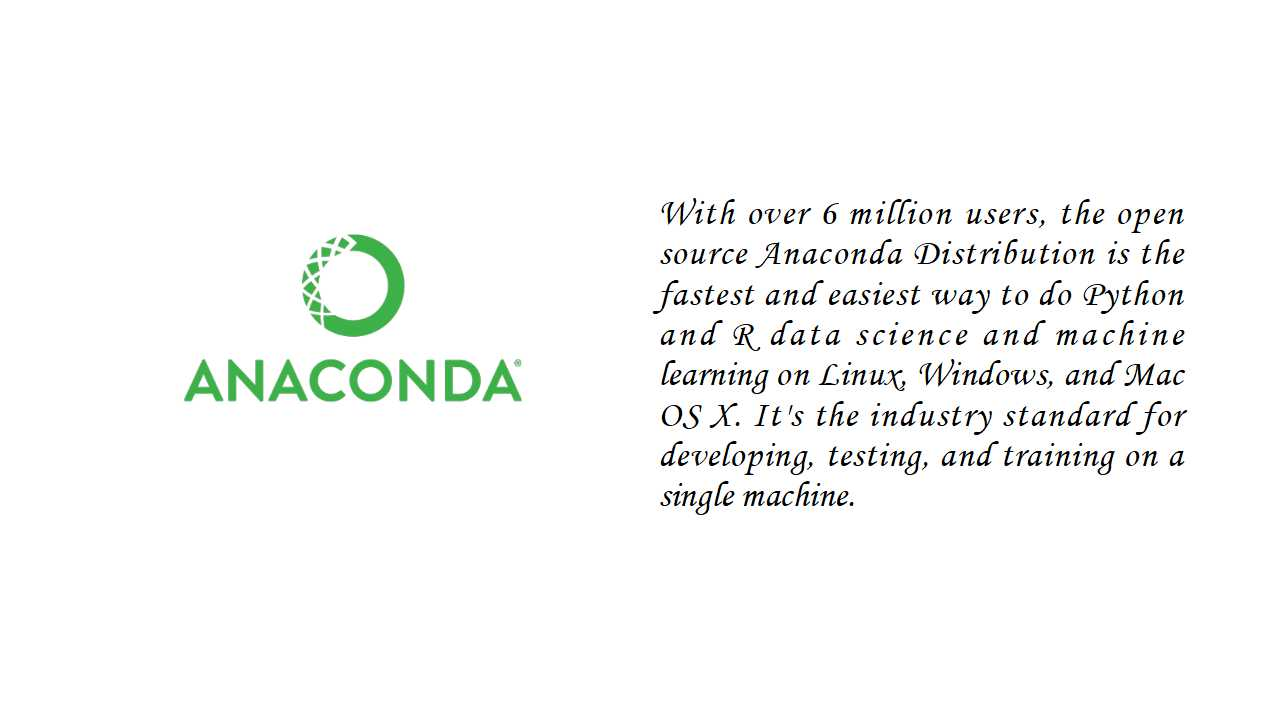 ANACONDA®
With over 6 million users, the open
source Anaconda Distribution is the
fastest and easiest way to do Python
and R data science and machine
learning on Linux, Windows, and Mac
OS X. It's the industry standard for
developing, testing, and training on a
single machine.